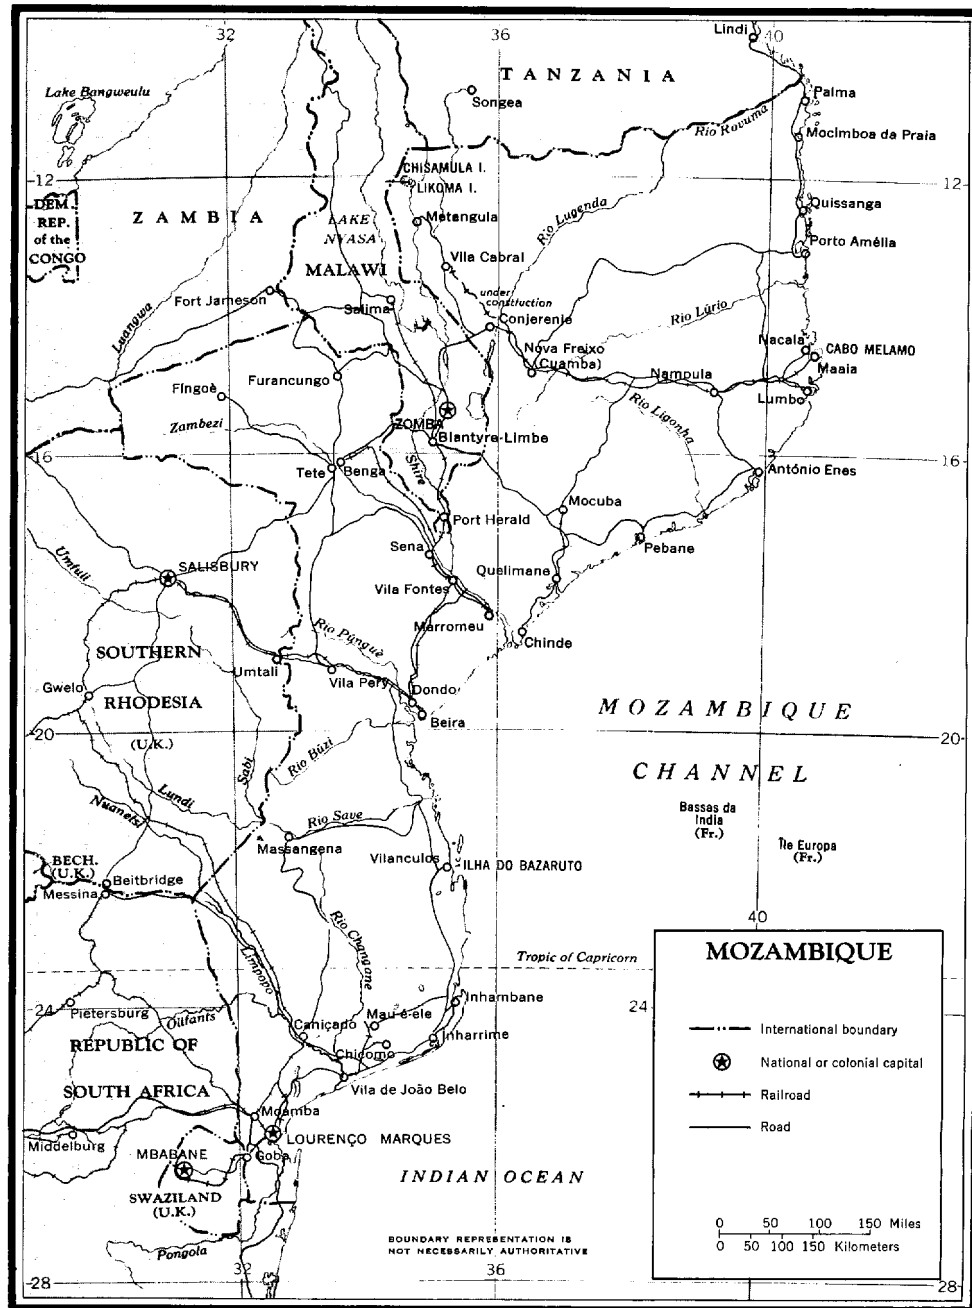 32
36
40
Lindi
TANZANIA
Lake Bangweulu
Songea
Palma
Rio Rovuma
Mocímboa da Praia
CHISAMULA I.
12
12
LIKOMA I.
DEM.
REP.
of the
CONGO
ZAMBIA
LAKE
NYASA
Metangula
Rio Lugenda
Quissanga
Porto Amélia
MALAWI
Vila Cabral
Fort Jameson
Salima
under
construction
Luangwa
Conjerenje
Rio Lúrio
Nova Freixo
(Cuamba)
Nacala
CABO MELAMO
Maaia
Furancungo
Nampula
Fingoè
Lumbo
Zambezi
ZOMBA
Rio Ligonha
Blantyre-Limbe
16
16
Shire
Tete
Benga
António Enes
Mocuba
Port Herald
Umfuli
Sena
Pebane
SALISBURY
Quelimane
Vila Fontes
Marromeu
Rio Púnguè
Chinde
SOUTHERN
Umtali
Vila Pery
Gwelo
Dondo
RHODESIA
Beira
MOZAMBIQUE
(U.K.)
20
20
Rio Búzi
Sabi
CHANNEL
Lundi
Nuanetsi
Rio Save
Bassas da
India
(Fr.)
Massangena
Île Europa
(Fr.)
Vilanculos
ILHA DO BAZARUTO
BECH.
(U.K.)
Beitbridge
Messina
40
Rio Changane
Limpopo
Tropic of Capricorn
MOZAMBIQUE
Inhambane
24
24
Pietersburg
Olifants
Mau-é-ele
Caniçado
Inharrime
Chicomo
International boundary
REPUBLIC OF
National or colonial capital
SOUTH AFRICA
Vila de João Belo
Railroad
Moamba
Road
Middelburg
LOURENÇO MARQUES
MBABANE
Goba
INDIAN OCEAN
SWAZILAND
(U.K.)
0 50 100 150 Miles
0 50 100 150 Kilometers
Pongola
BOUNDARY REPRESENTATION IS
NOT NECESSARILY AUTHORITATIVE
32
36
28
28